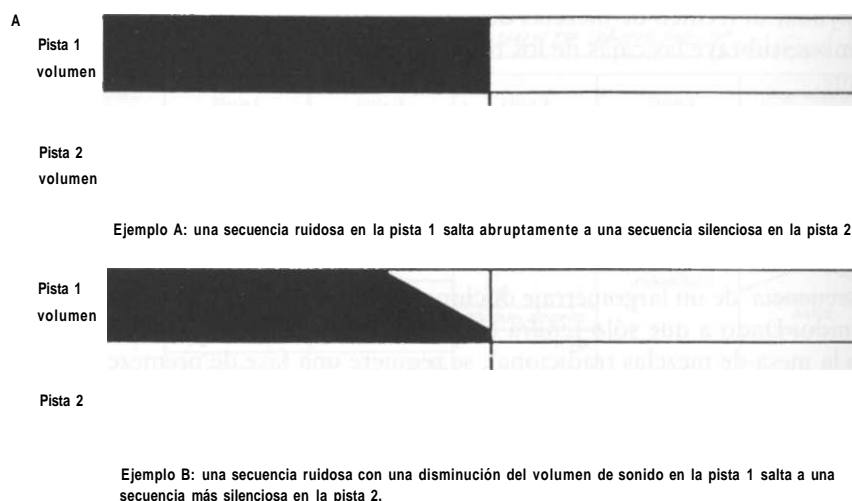 A
Pista 1
volumen
Pista 2
volumen
Ejemplo A: una secuencia ruidosa en la pista 1 salta abruptamente a una secuencia silenciosa en la pista 2
Pista 1
volumen
Pista 2
Ejemplo B: una secuencia ruidosa con una disminución del volumen de sonido en la pista 1 salta a una
secuencia más silenciosa en la pista 2.